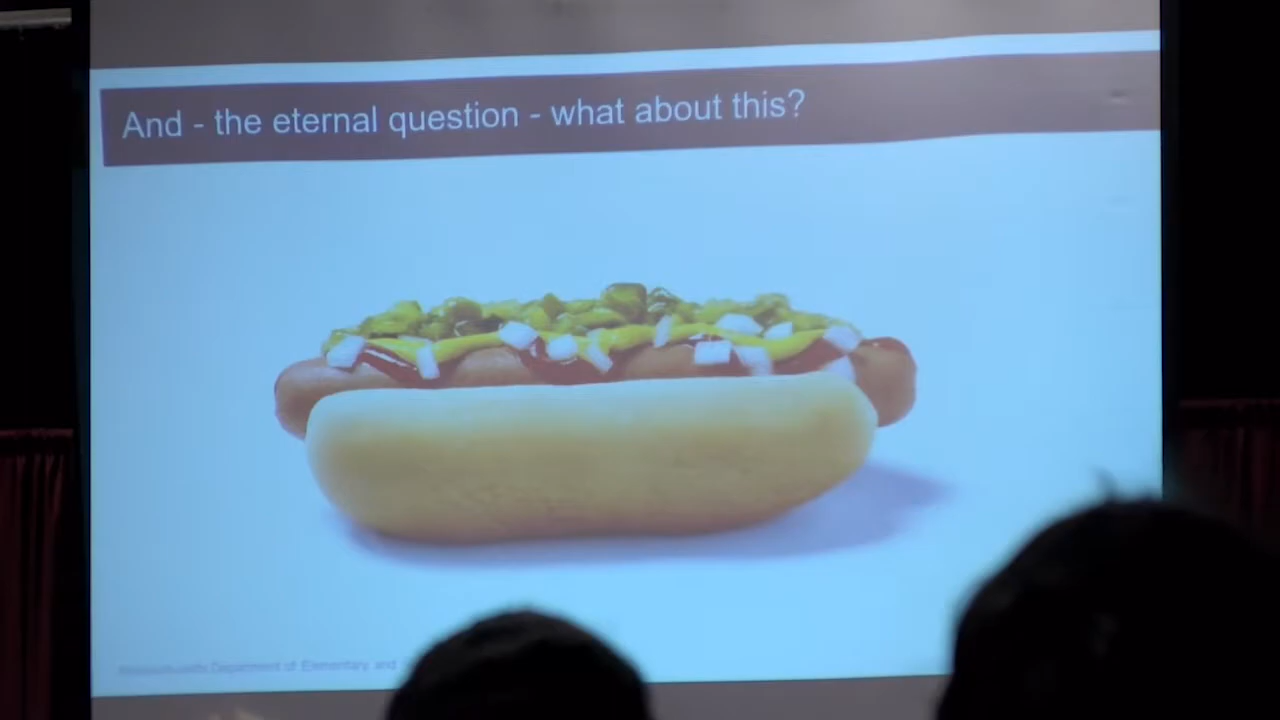 And - the eternal question - what about this?
Massachusetts Department of Elementary and